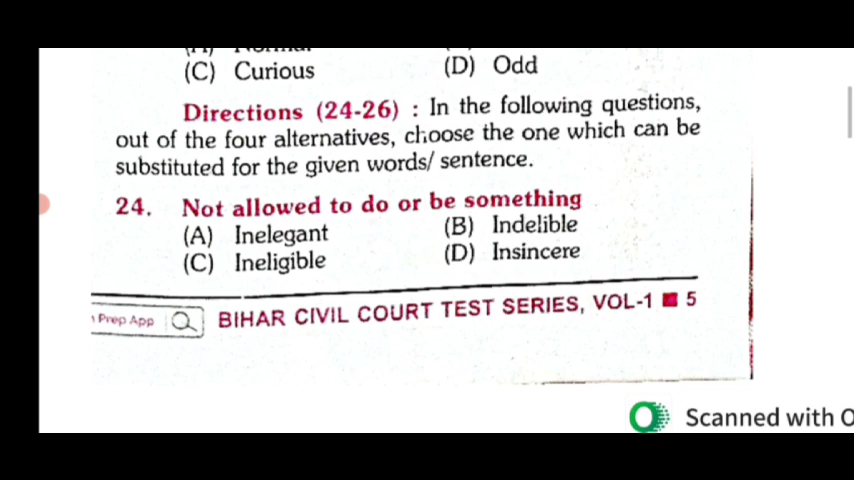 (C) Curious (D) Odd
Directions (24-26) : In the following questions,
out of the four alternatives, choose the one which can be
substituted for the given words/ sentence.
24. Not allowed to do or be something
(A) Inelegant (B) Indelible
(C) Ineligible (D) Insincere
Prep App BIHAR CIVIL COURT TEST SERIES, VOL-1 ■ 5
Scanned with